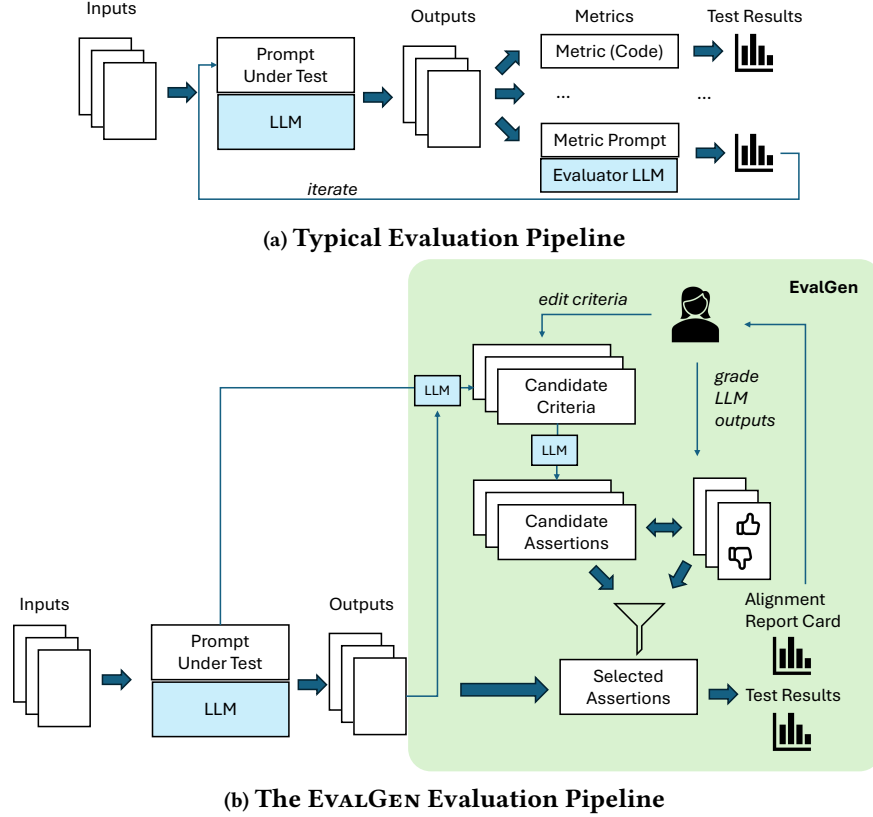 Inputs
Outputs
Metrics
Test Results
Prompt
Under Test
LLM
Metric (Code)
...
...
Metric Prompt
Evaluator LLM
iterate
(a) Typical Evaluation Pipeline
EvalGen
edit criteria
LLM
Candidate
Criteria
grade
LLM
outputs
LLM
Candidate
Assertions
Inputs
Outputs
Prompt
Under Test
LLM
Alignment
Report Card
Selected
Assertions
Test Results
(b) The EvalGen Evaluation Pipeline